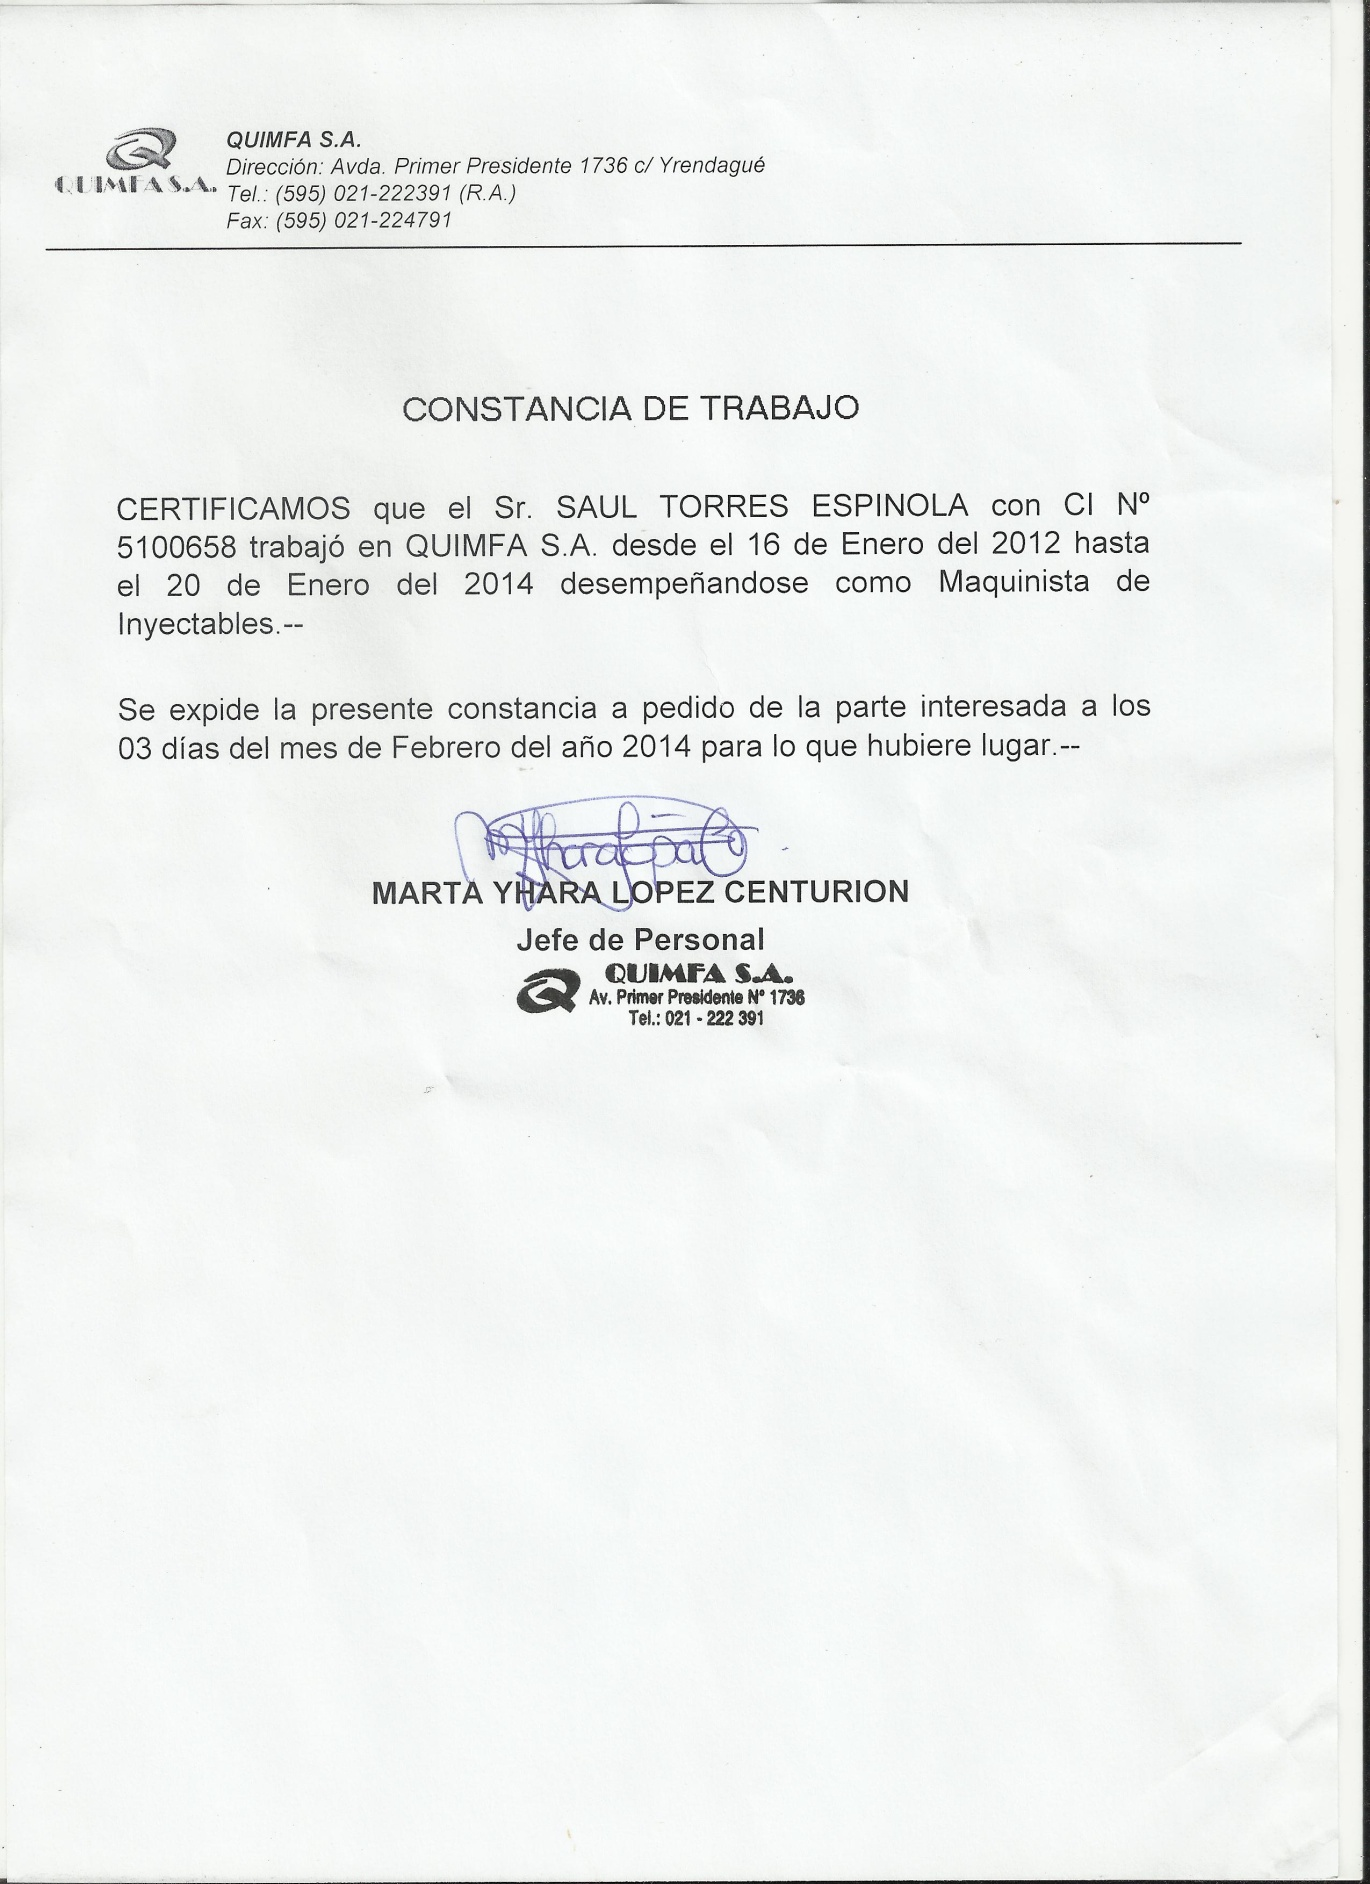 QUIMFA S.A.
QUIMFA S.A.
Dirección: Avda. Primer Presidente 1736 c/ Yrendagué
Tel.: (595) 021-222391 (R.A.)
Fax: (595) 021-224791
CONSTANCIA DE TRABAJO
CERTIFICAMOS que el Sr. SAUL TORRES ESPINOLA con CI Nº
5100658 trabajó en QUIMFA S.A. desde el 16 de Enero del 2012 hasta
el 20 de Enero del 2014 desempeñandose como Maquinista de
Inyectables.--
Se expide la presente constancia a pedido de la parte interesada a los
03 días del mes de Febrero del año 2014 para lo que hubiere lugar.--
MARTA YHARA LOPEZ CENTURION
Jefe de Personal
QUIMFA S.A.
Av. Primer Presidente Nº 1736
Tel.: 021 - 222 391